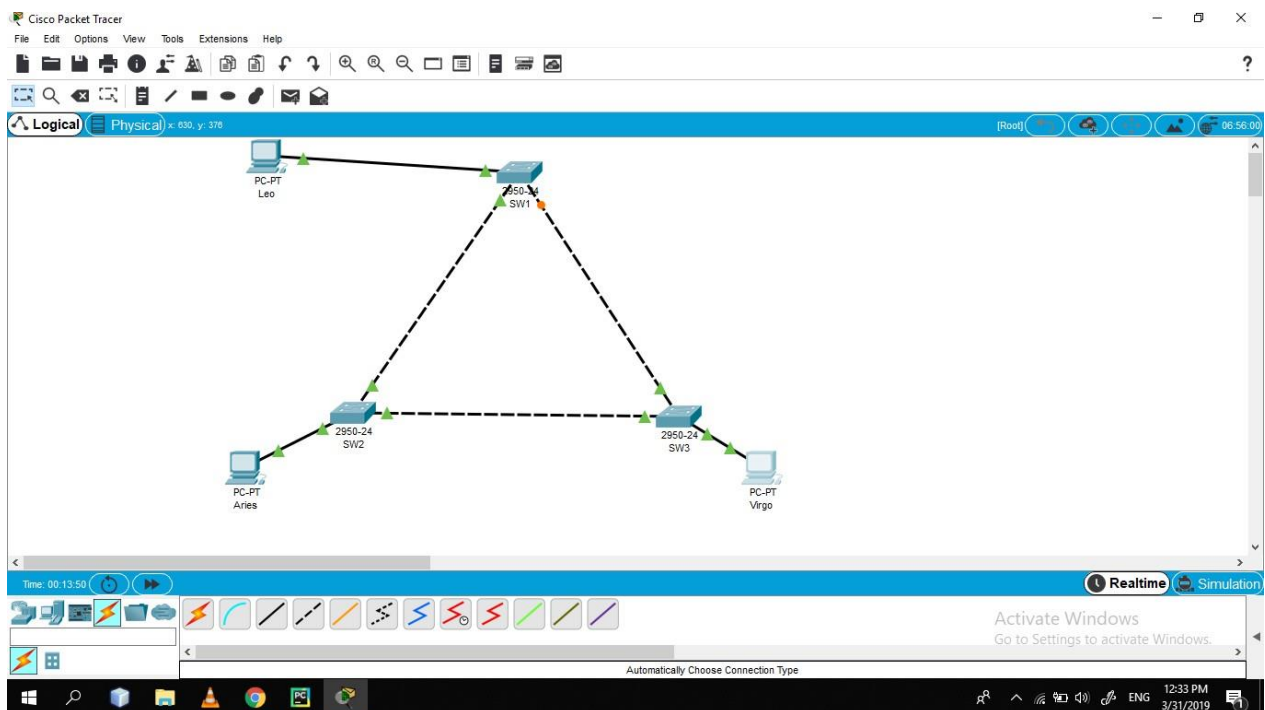 Cisco Packet Tracer
File Edit Options View Tools Extensions Help
?
Logical Physical x: 630, y: 376 [Root] 06:56:00
PC-PT
Leo
2950-24
SW1
2950-24
SW2
2950-24
SW3
PC-PT
Aries
PC-PT
Virgo
Time: 00:13:50 Realtime Simulation
Activate Windows
Go to Settings to activate Windows.
Automatically Choose Connection Type
PC
ENG 12:33 PM
3/31/2019
1